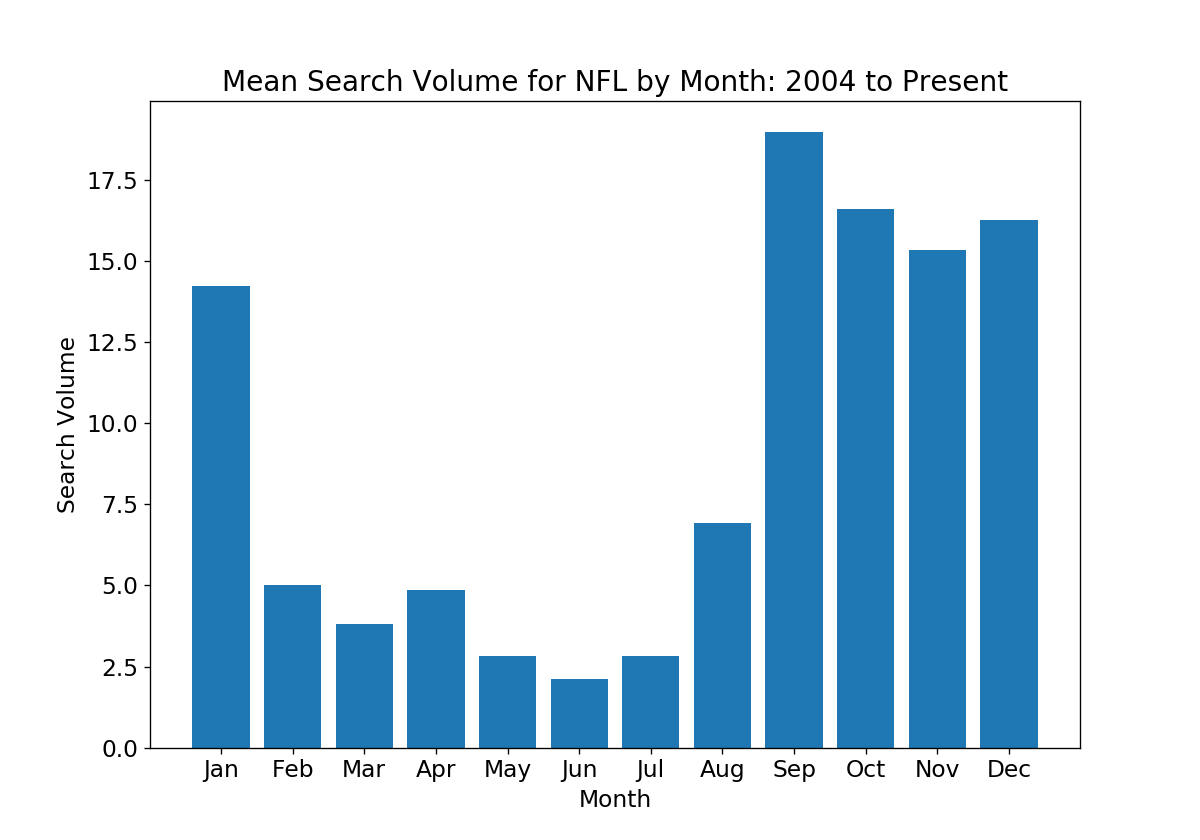 Mean Search Volume for NFL by Month: 2004 to Present
17.5
15.0
12.5
10.0
7.5
5.0
2.5
0.0
Search Volume
Jan Feb Mar Apr May Jun Jul Aug Sep Oct Nov Dec
Month